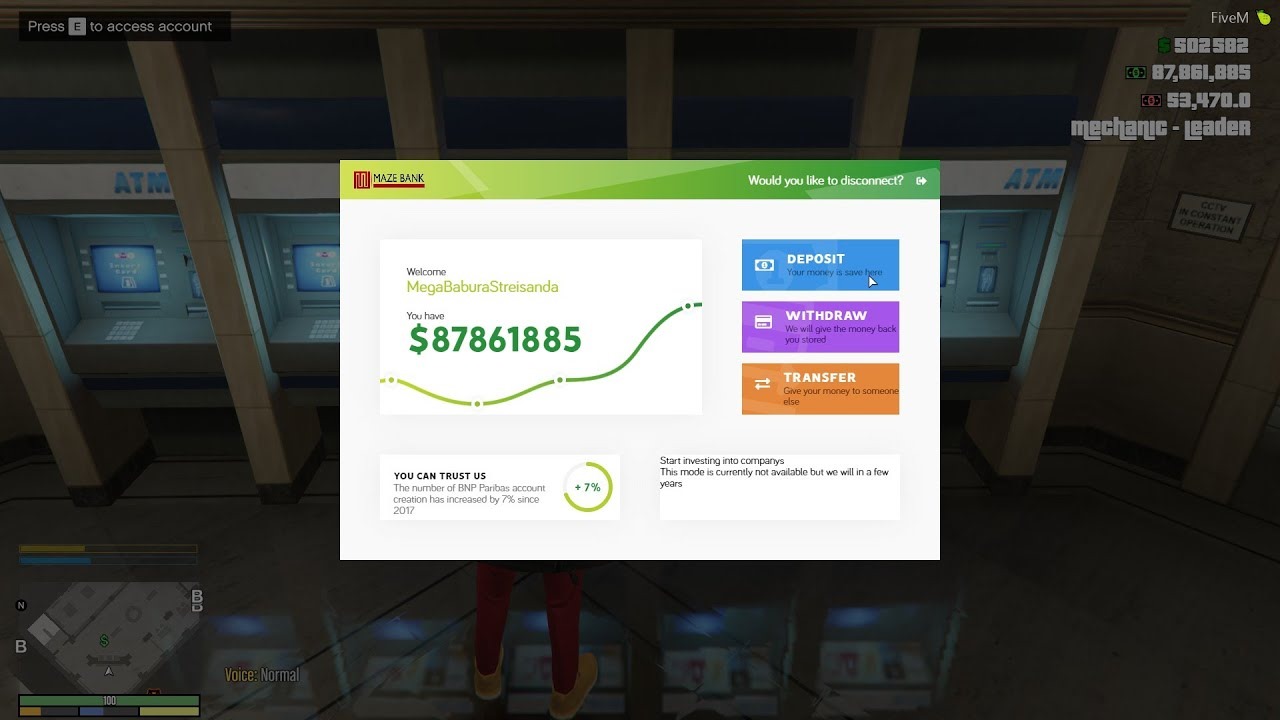 Press E to access account
FiveM
$ 502582
87,861,885
53,470.0
Mechanic - Leader
ATM
ATM
CCTV
IN CONSTANT
OPERATION
MAZE BANK
Would you like to disconnect?
Welcome
MegaBaburaStreisanda
You have
$87861885
DEPOSIT
Your money is save here
WITHDRAW
We will give the money back
you stored
TRANSFER
Give your money to someone
else
YOU CAN TRUST US
The number of BNP Paribas account
creation has increased by 7% since
2017
+ 7%
Start investing into companys
This mode is currently not available but we will in a few
years
N
B
B
B
$
Voice: Normal
100